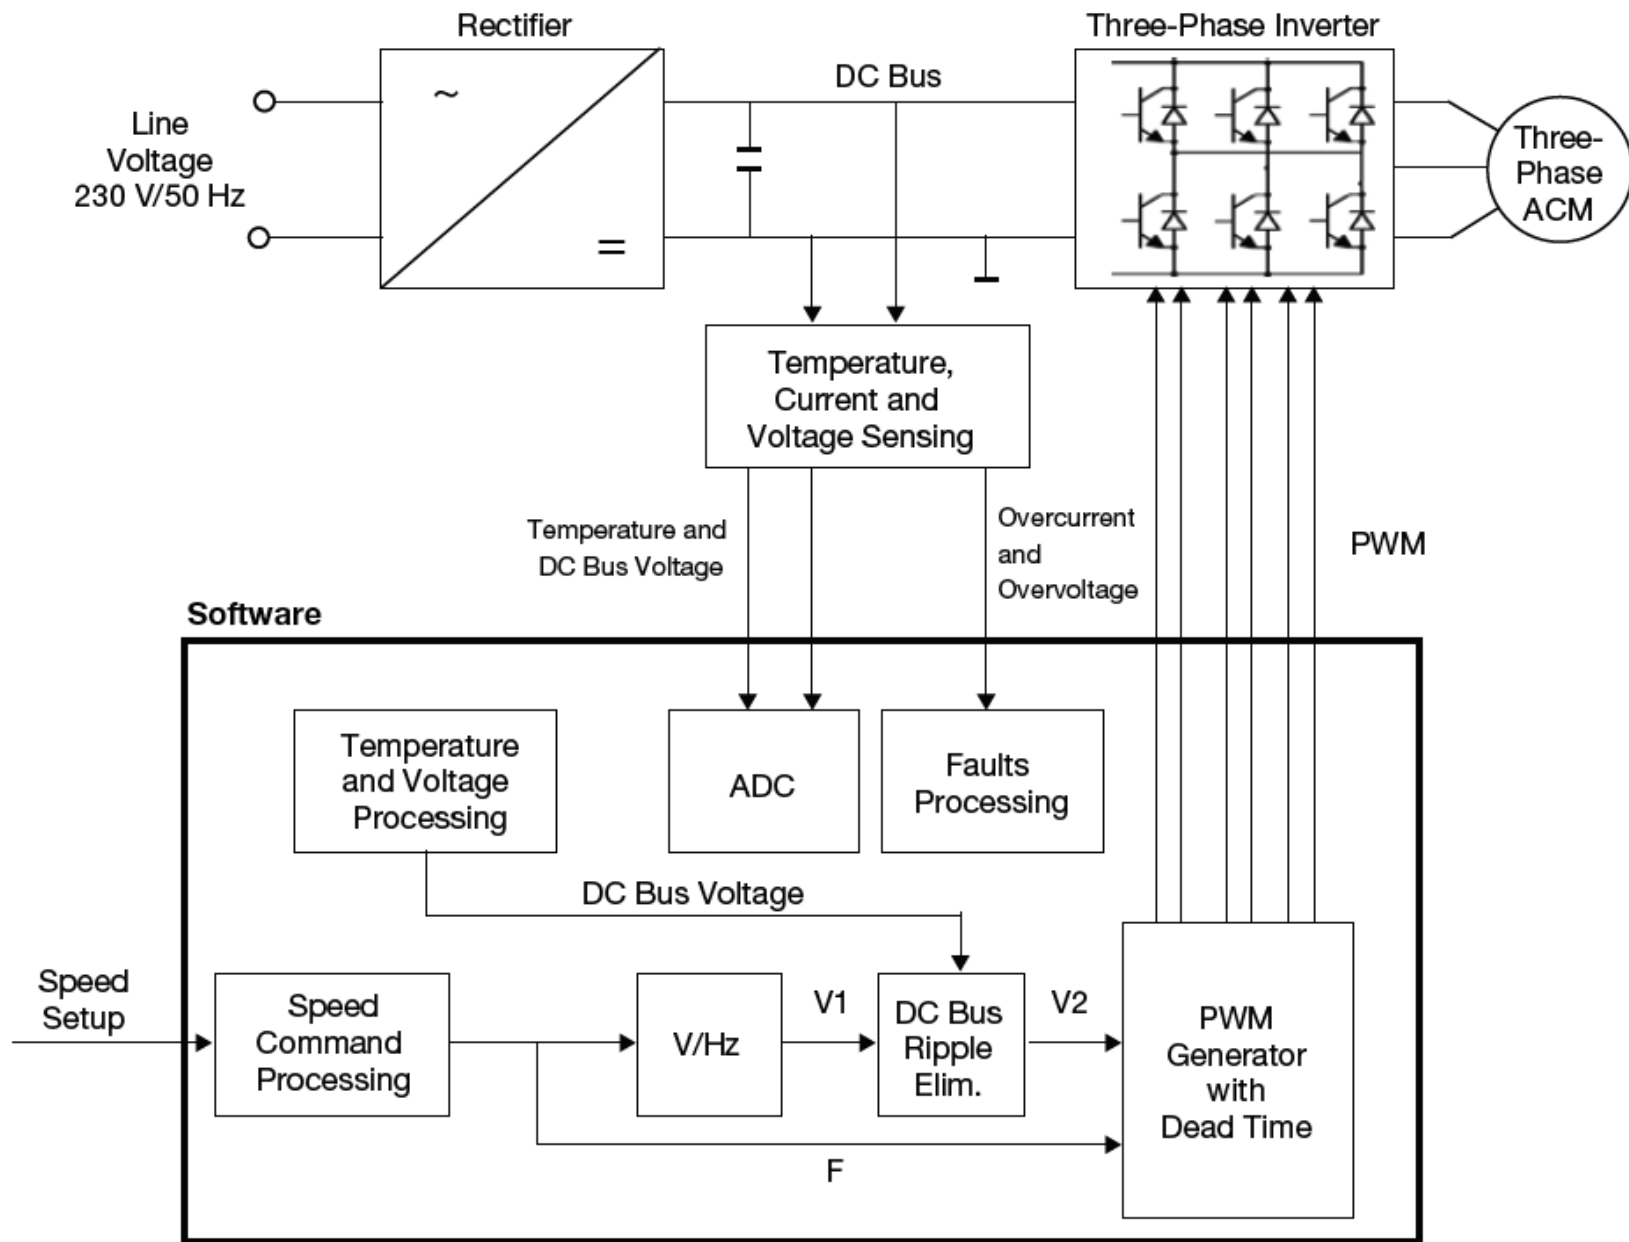 Rectifier
Three-Phase Inverter
DC Bus
~
=
Line
Voltage
230 V/50 Hz
Three-
Phase
ACM
Temperature,
Current and
Voltage Sensing
Temperature and
DC Bus Voltage
Overcurrent
and
Overvoltage
PWM
Software
Temperature
and Voltage
Processing
ADC
Faults
Processing
DC Bus Voltage
Speed
Setup
Speed
Command
Processing
V/Hz
V1
DC Bus
Ripple
Elim.
V2
PWM
Generator
with
Dead Time
F